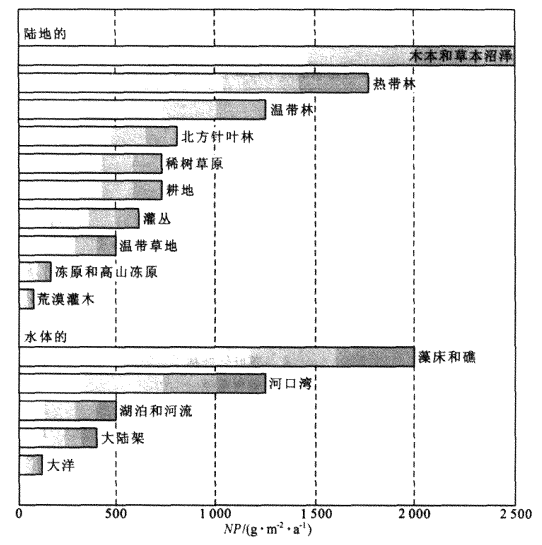 陆地的
木本和草本沼泽
热带林
温带林
北方针叶林
稀树草原
耕地
灌丛
温带草地
冻原和高山冻原
荒漠灌木
水体的
藻床和礁
河口湾
湖泊和河流
大陆架
大洋
0 500 1 000 1 500 2 000 2 500
NP/(g·m⁻²·a⁻¹)